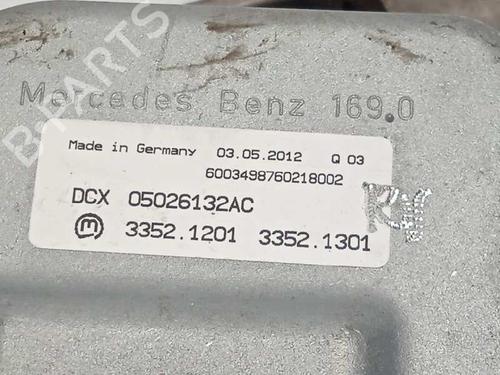 B-PARTS
Mercedes Benz 169.0
Made in Germany 03.05.2012 Q 03
6003498760218002
DCX 05026132AC
m 3352.1201 3352.1301